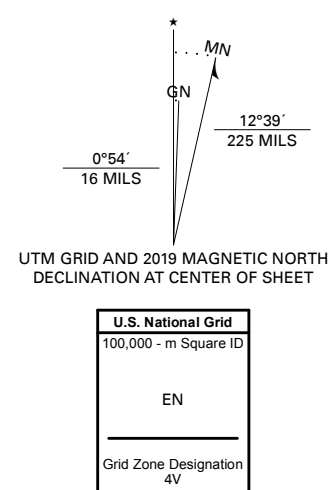 ★
MN
GN
12°39´
225 MILS
0°54´
16 MILS
UTM GRID AND 2019 MAGNETIC NORTH
DECLINATION AT CENTER OF SHEET
U.S. National Grid
100,000 - m Square ID
EN
Grid Zone Designation
4V